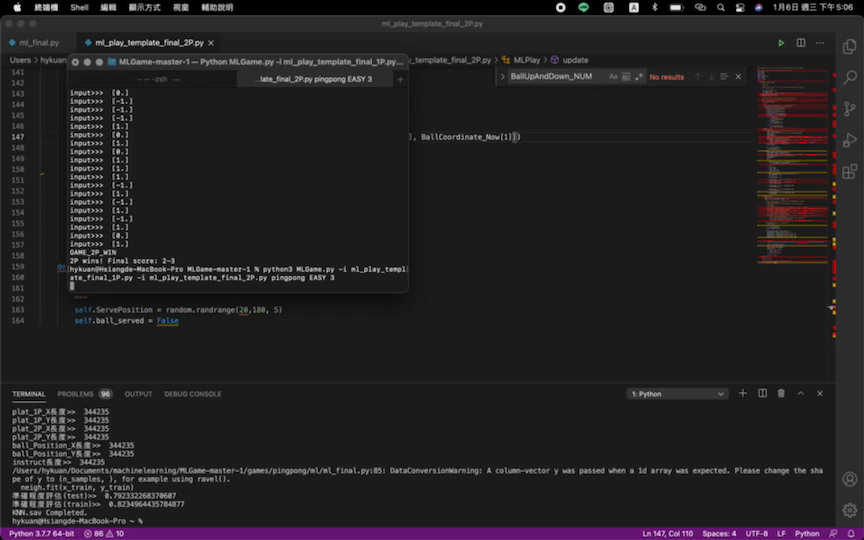 終端機 Shell 編輯 顯示方式 視窗 輔助說明 A 1月6日 週三 下午5:06
ml_play_template_final_2P.py
ml_final.py ml_play_template_final_2P.py ×
Users > hykuan _play_template_final_2P.py > MLPlay > update
MLGame-master-1 — Python MLGame.py -i ml_play_template_final_1P.py...
-zsh ...late_final_2P.py pingpong EASY 3 +
BallUpAndDown_NUM Aa No results
141
142
143
144
145
146
147 ], BallCoordinate_Now[1]])
148
149
150
151
152
153
154
155
156
157
158
159
160
161
162
163 self.ServePosition = random.randrange(20,180, 5)
164 self.ball_served = False
input>>> [0.]
input>>> [-1.]
input>>> [-1.]
input>>> [-1.]
input>>> [1.]
input>>> [0.]
input>>> [1.]
input>>> [0.]
input>>> [1.]
input>>> [1.]
input>>> [1.]
input>>> [-1.]
input>>> [1.]
input>>> [-1.]
input>>> [1.]
input>>> [-1.]
input>>> [1.]
input>>> [0.]
input>>> [1.]
GAME_2P_WIN
2P wins! Final score: 2-3
hykuan@Hsiangde-MacBook-Pro MLGame-master-1 % python3 MLGame.py -i ml_play_templ
ate_final_1P.py -i ml_play_template_final_2P.py pingpong EASY 3
TERMINAL PROBLEMS 96 OUTPUT DEBUG CONSOLE 1: Python
plat_1P_X長度>> 344235
plat_1P_Y長度>> 344235
plat_2P_X長度>> 344235
plat_2P_Y長度>> 344235
ball_Position_X長度>> 344235
ball_Position_Y長度>> 344235
instruct長度>> 344235
/Users/hykuan/Documents/machinelearning/MLGame-master-1/games/pingpong/ml/ml_final.py:85: DataConversionWarning: A column-vector y was passed when a 1d array was expected. Please change the sha
pe of y to (n_samples, ), for example using ravel().
neigh.fit(x_train, y_train)
準確程度評估(test)>> 0.792332268370607
準確程度評估(train)>> 0.8234964435784877
KNN.sav Completed.
hykuan@Hsiangde-MacBook-Pro ~ %
Python 3.7.7 64-bit 86 10 Ln 147, Col 110 Spaces: 4 UTF-8 LF Python